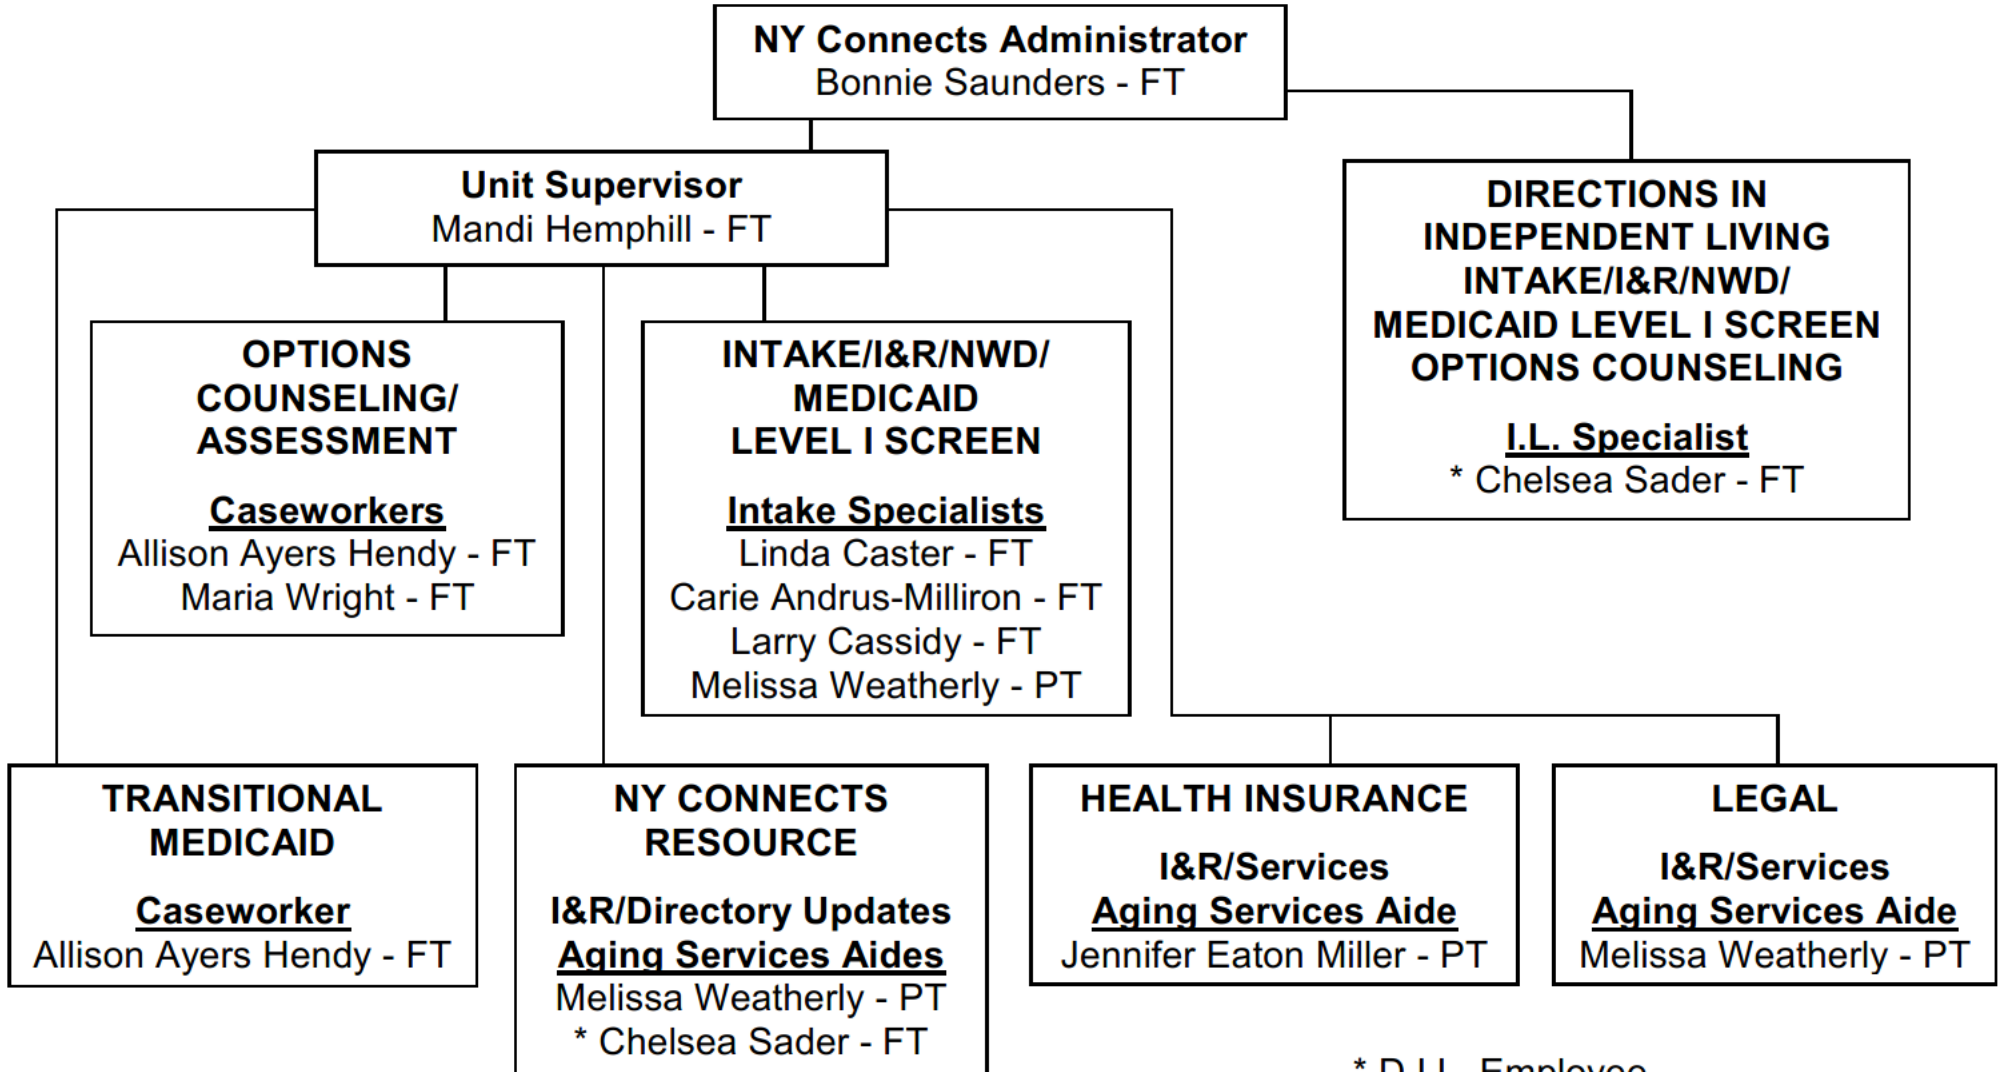 NY Connects Administrator
Bonnie Saunders - FT
Unit Supervisor
Mandi Hemphill - FT
DIRECTIONS IN
INDEPENDENT LIVING
INTAKE/I&R/NWD/
MEDICAID LEVEL I SCREEN
OPTIONS COUNSELING
I.L. Specialist
* Chelsea Sader - FT
OPTIONS
COUNSELING/
ASSESSMENT
Caseworkers
Allison Ayers Hendy - FT
Maria Wright - FT
INTAKE/I&R/NWD/
MEDICAID
LEVEL I SCREEN
Intake Specialists
Linda Caster - FT
Carie Andrus-Milliron - FT
Larry Cassidy - FT
Melissa Weatherly - PT
TRANSITIONAL
MEDICAID
Caseworker
Allison Ayers Hendy - FT
NY CONNECTS
RESOURCE
I&R/Directory Updates
Aging Services Aides
Melissa Weatherly - PT
* Chelsea Sader - FT
HEALTH INSURANCE
I&R/Services
Aging Services Aide
Jennifer Eaton Miller - PT
LEGAL
I&R/Services
Aging Services Aide
Melissa Weatherly - PT
* D.I.L. Employee